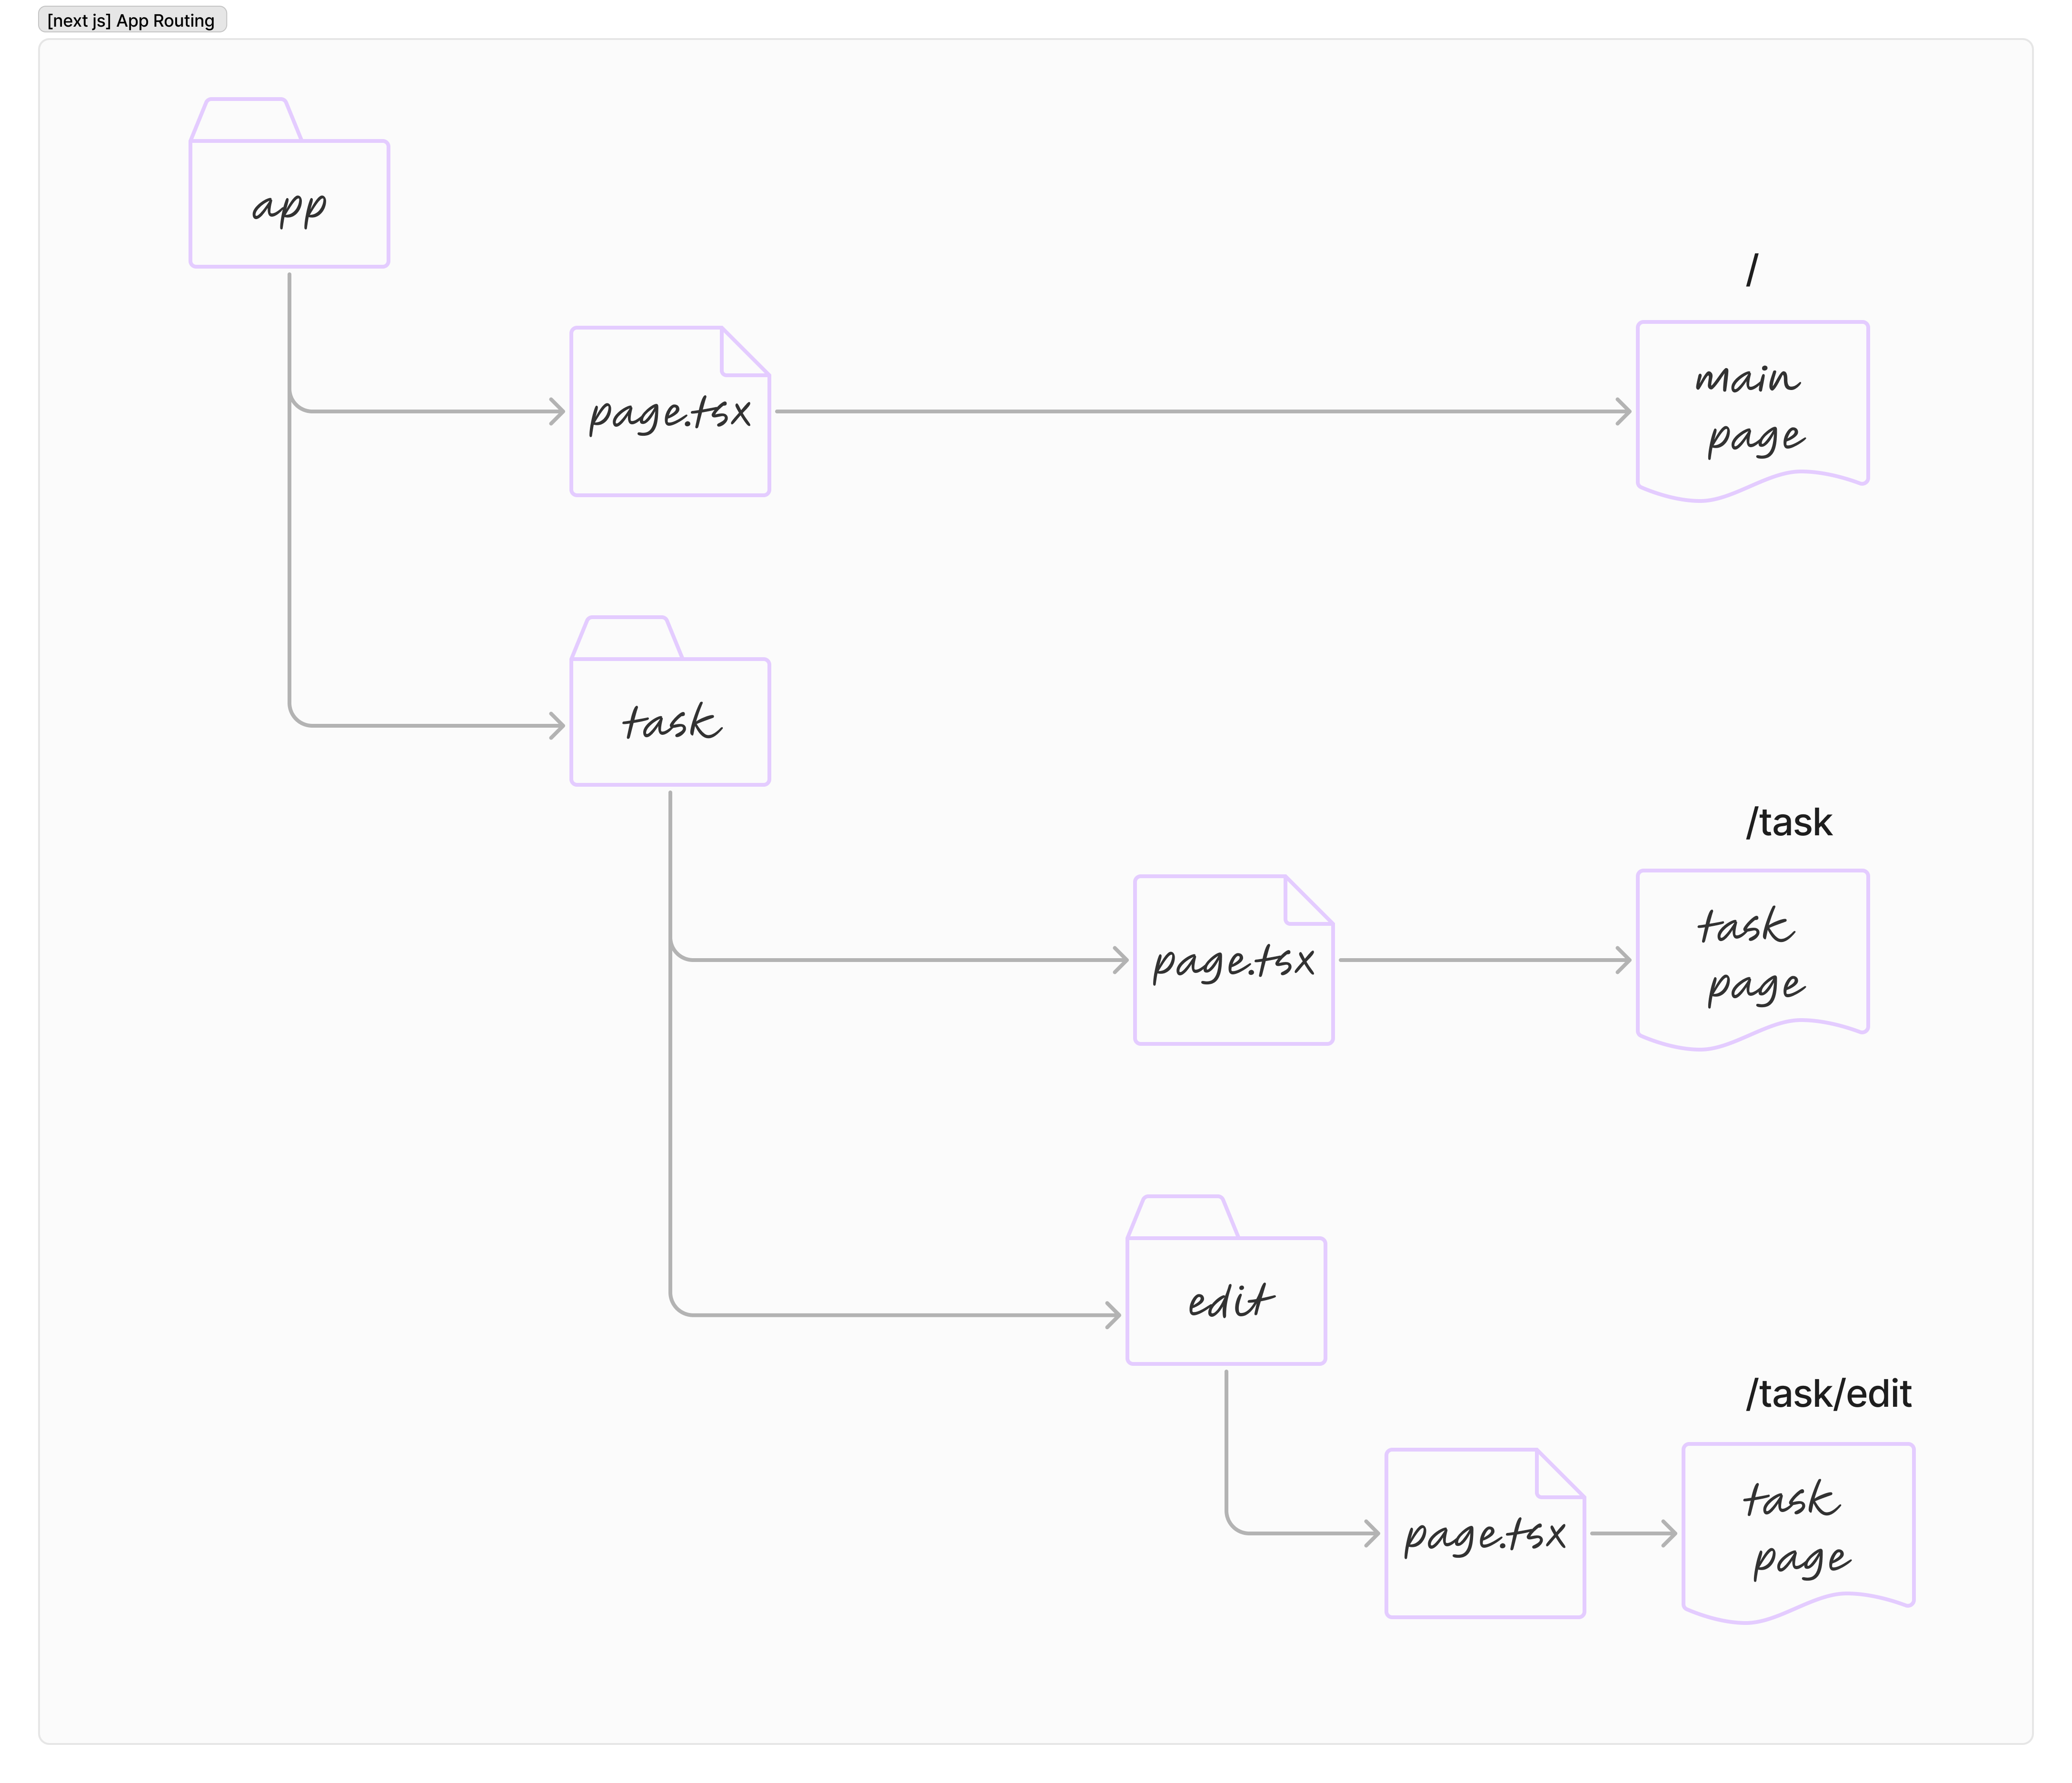 [next js] App Routing
app
/
page.tsx
main
page
task
/task
page.tsx
task
page
edit
/task/edit
page.tsx
task
page